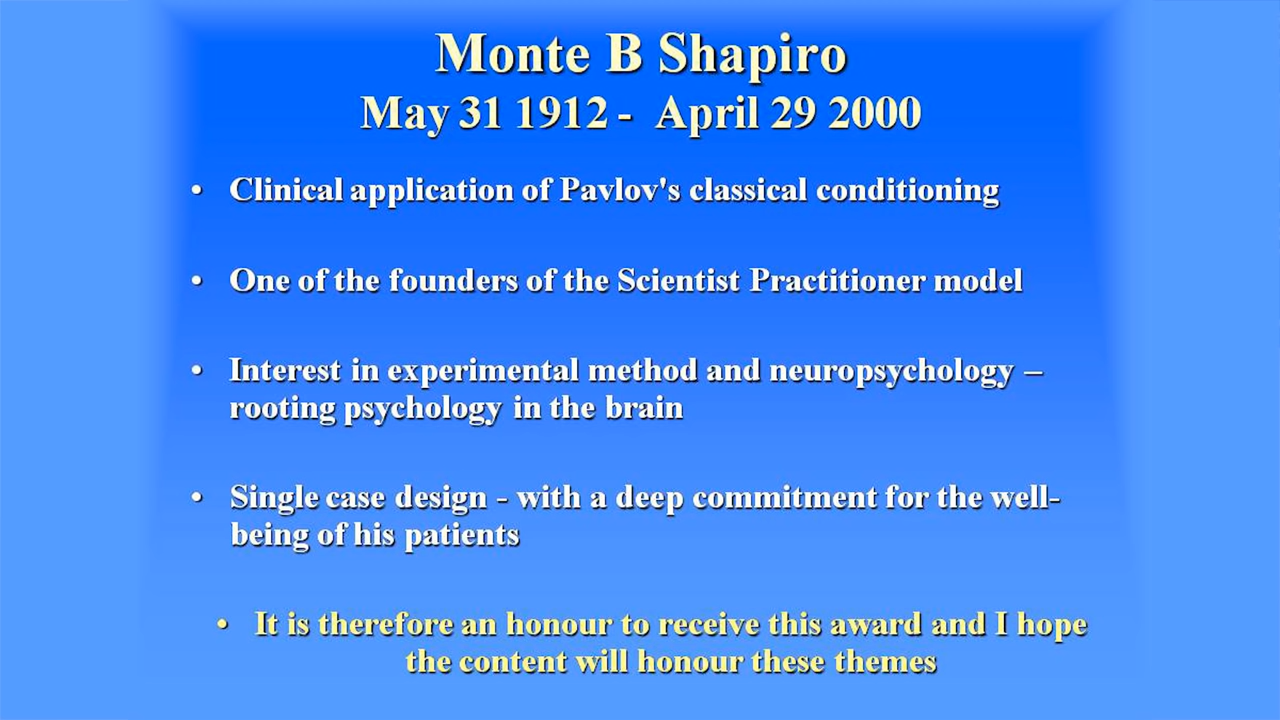 Monte B Shapiro
May 31 1912 -  April 29 2000
• Clinical application of Pavlov's classical conditioning
• One of the founders of the Scientist Practitioner model
• Interest in experimental method and neuropsychology –
rooting psychology in the brain
• Single case design - with a deep commitment for the well-
being of his patients
• It is therefore an honour to receive this award and I hope
the content will honour these themes